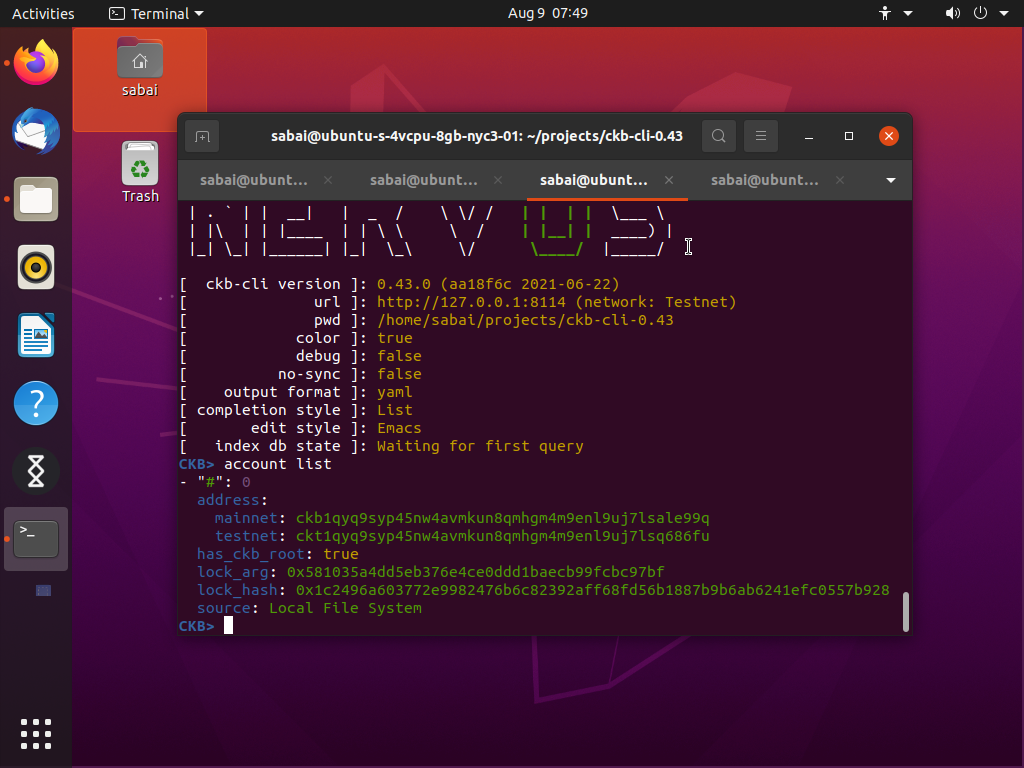 Activities Terminal Aug 9 07:49
sabai
Trash
sabai@ubuntu-s-4vcpu-8gb-nyc3-01: ~/projects/ckb-cli-0.43
sabai@ubunt... × sabai@ubunt... × sabai@ubunt... × sabai@ubunt... ×
| . ` | |  __|   |  _  /    \ \/ /   | |  | |  \___ \
| |\  | | |____  | | \ \     \  /    | |__| |  ____) |
|_| \_| |______| |_|  \_\     \/      \____/  |_____/
[  ckb-cli version ]: 0.43.0 (aa18f6c 2021-06-22)
[              url ]: http://127.0.0.1:8114 (network: Testnet)
[              pwd ]: /home/sabai/projects/ckb-cli-0.43
[            color ]: true
[            debug ]: false
[          no-sync ]: false
[    output format ]: yaml
[ completion style ]: List
[       edit style ]: Emacs
[   index db state ]: Waiting for first query
CKB> account list
- "#": 0
  address:
    mainnet: ckb1qyq9syp45nw4avmkun8qmhgm4m9enl9uj7lsale99q
    testnet: ckt1qyq9syp45nw4avmkun8qmhgm4m9enl9uj7lsq686fu
  has_ckb_root: true
  lock_arg: 0x581035a4dd5eb376e4ce0ddd1baecb99fcbc97bf
  lock_hash: 0x1c2496a603772e9982476b6c82392aff68fd56b1887b9b6ab6241efc0557b928
  source: Local File System
CKB>